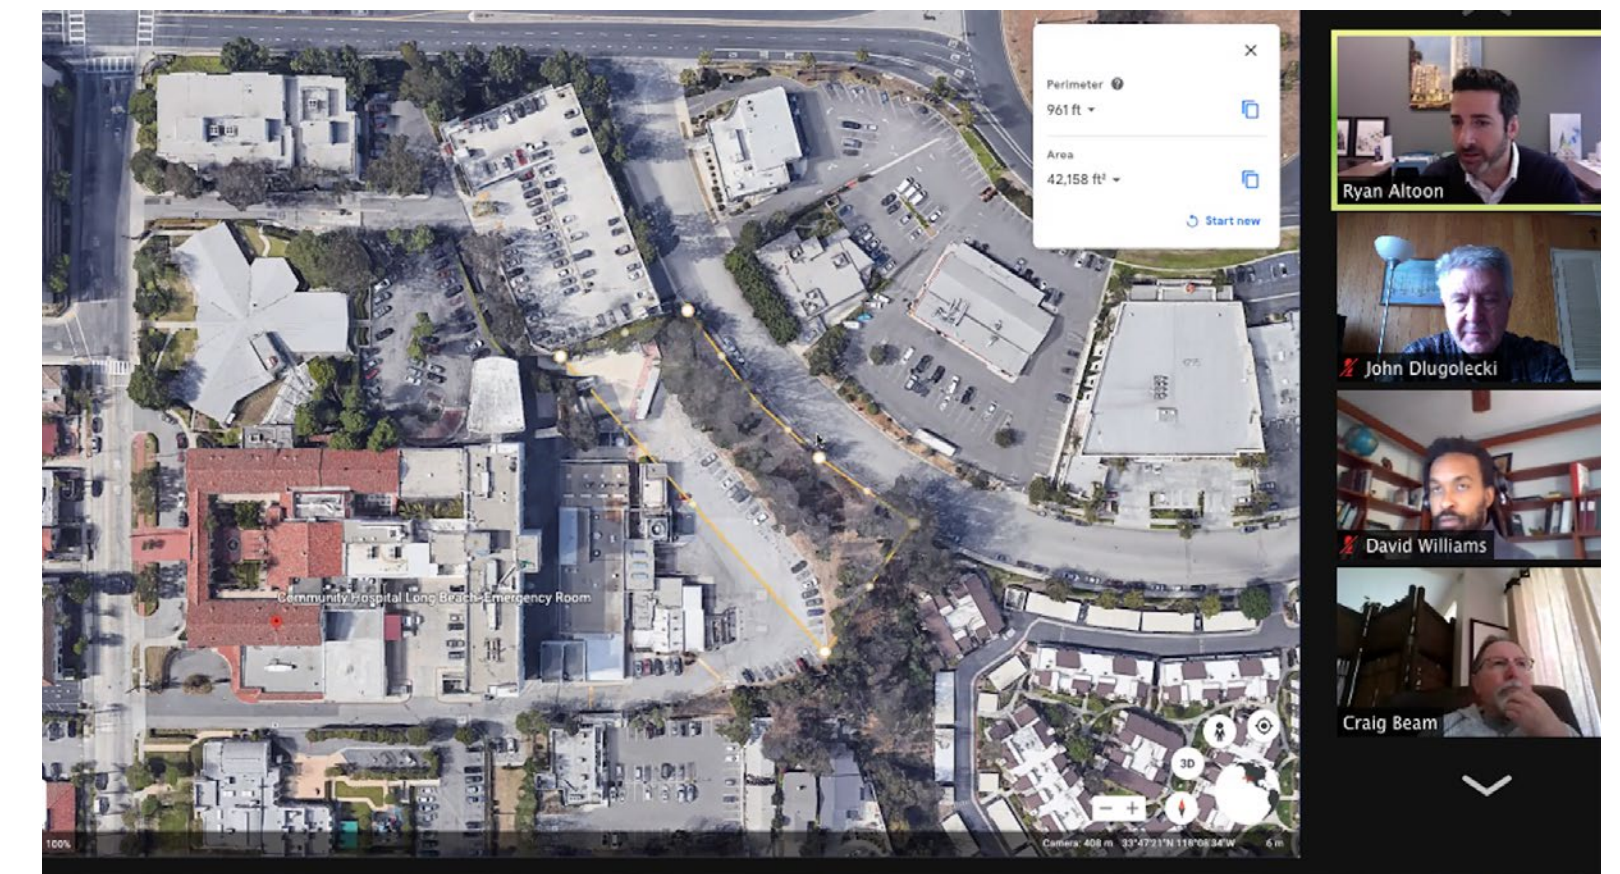 Perimeter
961 ft
Area
42,158 ft²
Start new
Community Hospital Long Beach-Emergency Room
3D
100%
Camera: 408 m 33°47'21"N 118°08'34"W 6 m
Ryan Altoon
John Dlugolecki
David Williams
Craig Beam